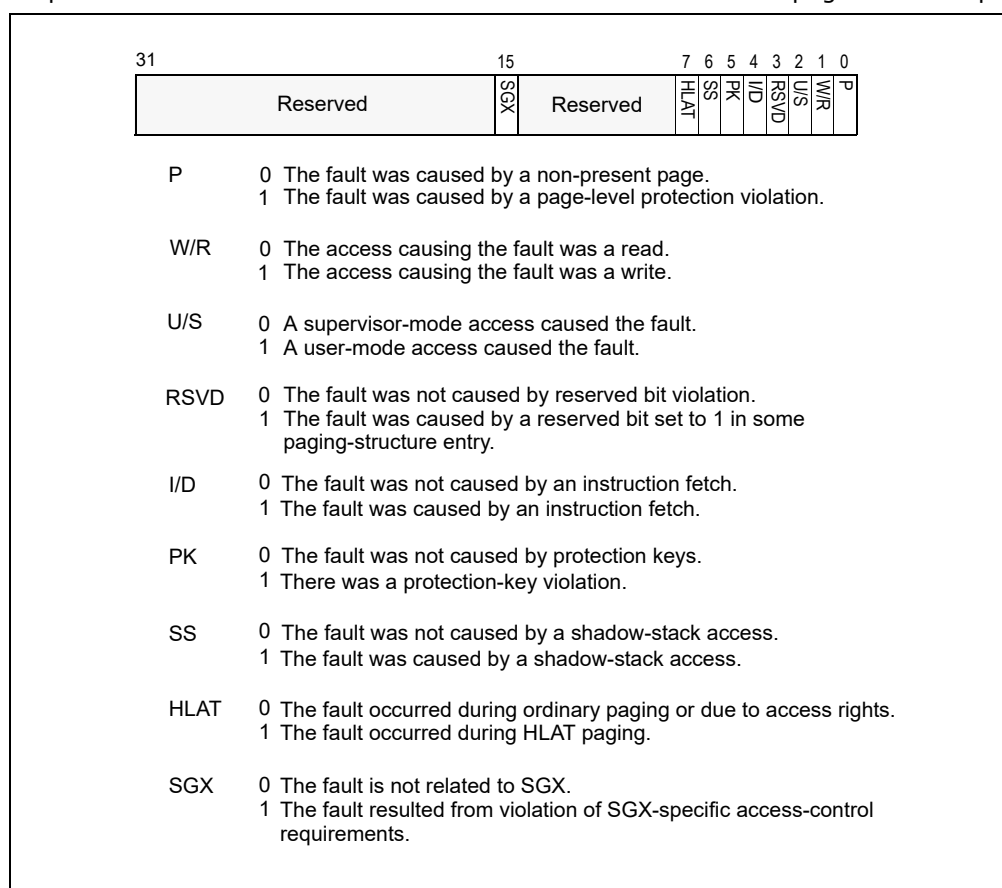 31 15 7 6 5 4 3 2 1 0
Reserved SGX Reserved HLAT SS PK I/D RSVD U/S W/R P
P 0 The fault was caused by a non-present page.
1 The fault was caused by a page-level protection violation.
W/R 0 The access causing the fault was a read.
1 The access causing the fault was a write.
U/S 0 A supervisor-mode access caused the fault.
1 A user-mode access caused the fault.
RSVD 0 The fault was not caused by reserved bit violation.
1 The fault was caused by a reserved bit set to 1 in some
paging-structure entry.
I/D 0 The fault was not caused by an instruction fetch.
1 The fault was caused by an instruction fetch.
PK 0 The fault was not caused by protection keys.
1 There was a protection-key violation.
SS 0 The fault was not caused by a shadow-stack access.
1 The fault was caused by a shadow-stack access.
HLAT 0 The fault occurred during ordinary paging or due to access rights.
1 The fault occurred during HLAT paging.
SGX 0 The fault is not related to SGX.
1 The fault resulted from violation of SGX-specific access-control
requirements.